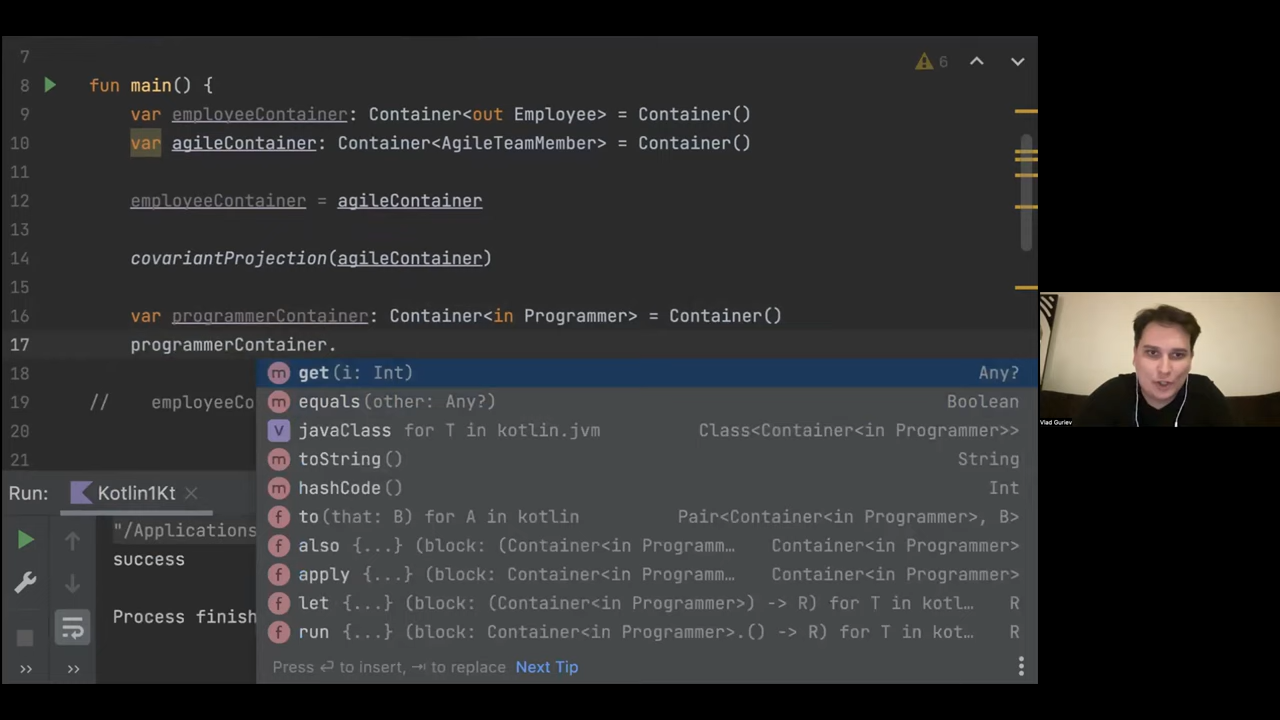 7
6
8 fun main() {
9 var employeeContainer: Container<out Employee> = Container()
10 var agileContainer: Container<AgileTeamMember> = Container()
11
12 employeeContainer = agileContainer
13
14 covariantProjection(agileContainer)
15
16 var programmerContainer: Container<in Programmer> = Container()
17 programmerContainer.
18 m get(i: Int) Any?
19 // employeeCo m equals(other: Any?) Boolean
20 v javaClass for T in kotlin.jvm Class<Container<in Programmer>>
21 m toString() String
Run: Kotlin1Kt
m hashCode() Int
"/Applications f to(that: B) for A in kotlin Pair<Container<in Programmer>, B>
success f also {...} (block: (Container<in Programm... Container<in Programmer>
f apply {...} (block: Container<in Programm... Container<in Programmer>
f let {...} (block: (Container<in Programmer>) -> R) for T in kotl... R
Process finish
f run {...} (block: Container<in Programmer>.() -> R) for T in kot... R
Press ⏎ to insert, ⇥ to replace Next Tip
Vlad Guriev